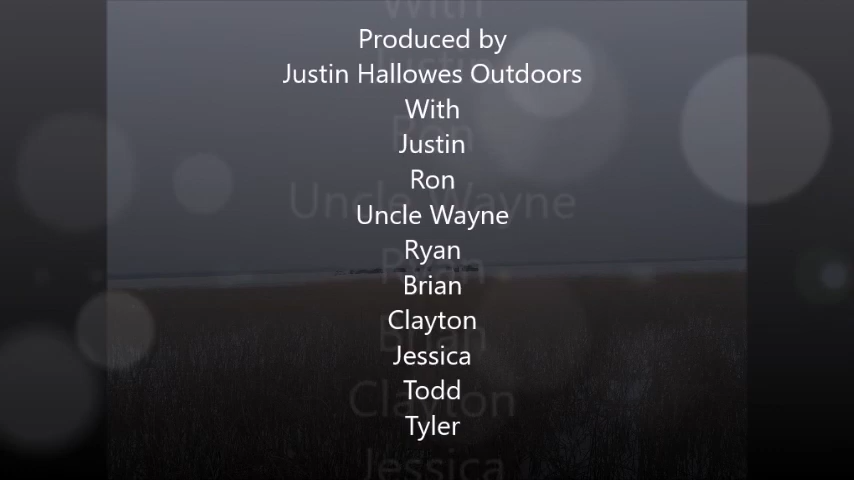 Produced by
Justin Hallowes Outdoors
With
Justin
Ron
Uncle Wayne
Ryan
Brian
Clayton
Jessica
Todd
Tyler